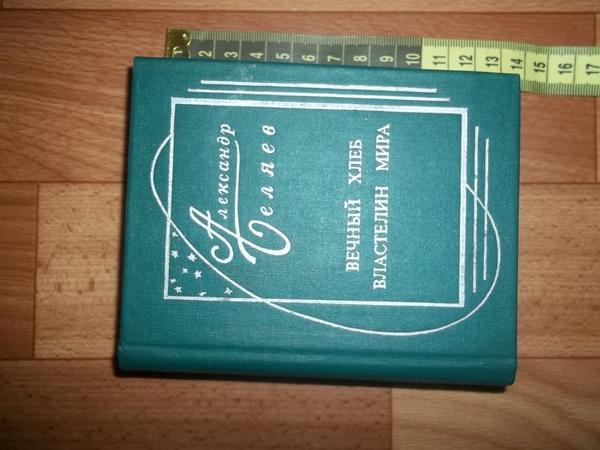 2 3 4 5 6 7 8 9 10 11 12 13 14 15 16 17
Александр
Беляев
ВЕЧНЫЙ ХЛЕБ
ВЛАСТЕЛИН МИРА